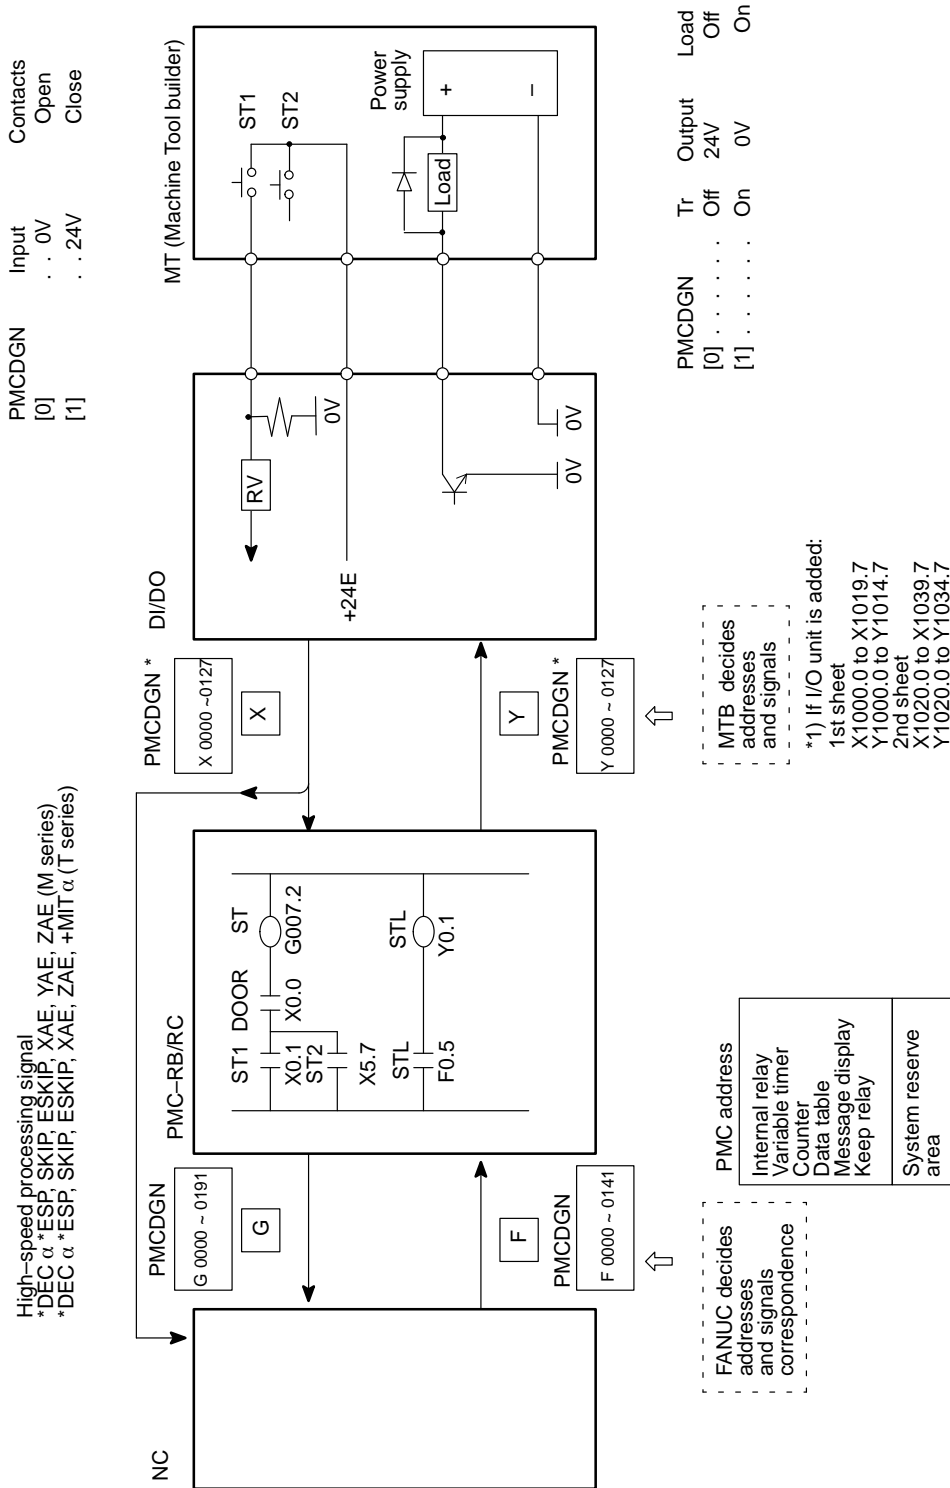 High–speed processing signal
*DEC α *ESP, SKIP, ESKIP, XAE, YAE, ZAE (M series)
*DEC α *ESP, SKIP, ESKIP, XAE, ZAE, +MIT α (T series)
PMCDGN Input Contacts
[0] . . 0V Open
[1] . . 24V Close
NC
PMC–RB/RC
DI/DO
MT (Machine Tool builder)
PMCDGN
G 0000 ~ 0191
G
PMCDGN *
X 0000 ~0127
X
ST1 DOOR ST
X0.1 X0.0 G007.2
ST2
X5.7
STL STL
F0.5 Y0.1
RV
0V
+24E
0V 0V
ST1
ST2
Power
supply
+
–
Load
F
PMCDGN
F 0000 ~ 0141
Y
PMCDGN *
Y 0000 ~ 0127
FANUC decides
addresses
and signals
correspondence
PMC address
Internal relay
Variable timer
Counter
Data table
Message display
Keep relay
System reserve
area
MTB decides
addresses
and signals
*1) If I/O unit is added:
1st sheet
X1000.0 to X1019.7
Y1000.0 to Y1014.7
2nd sheet
X1020.0 to X1039.7
Y1020.0 to Y1034.7
PMCDGN Tr Output Load
[0] . . . . . . . Off 24V Off
[1] . . . . . . . On 0V On